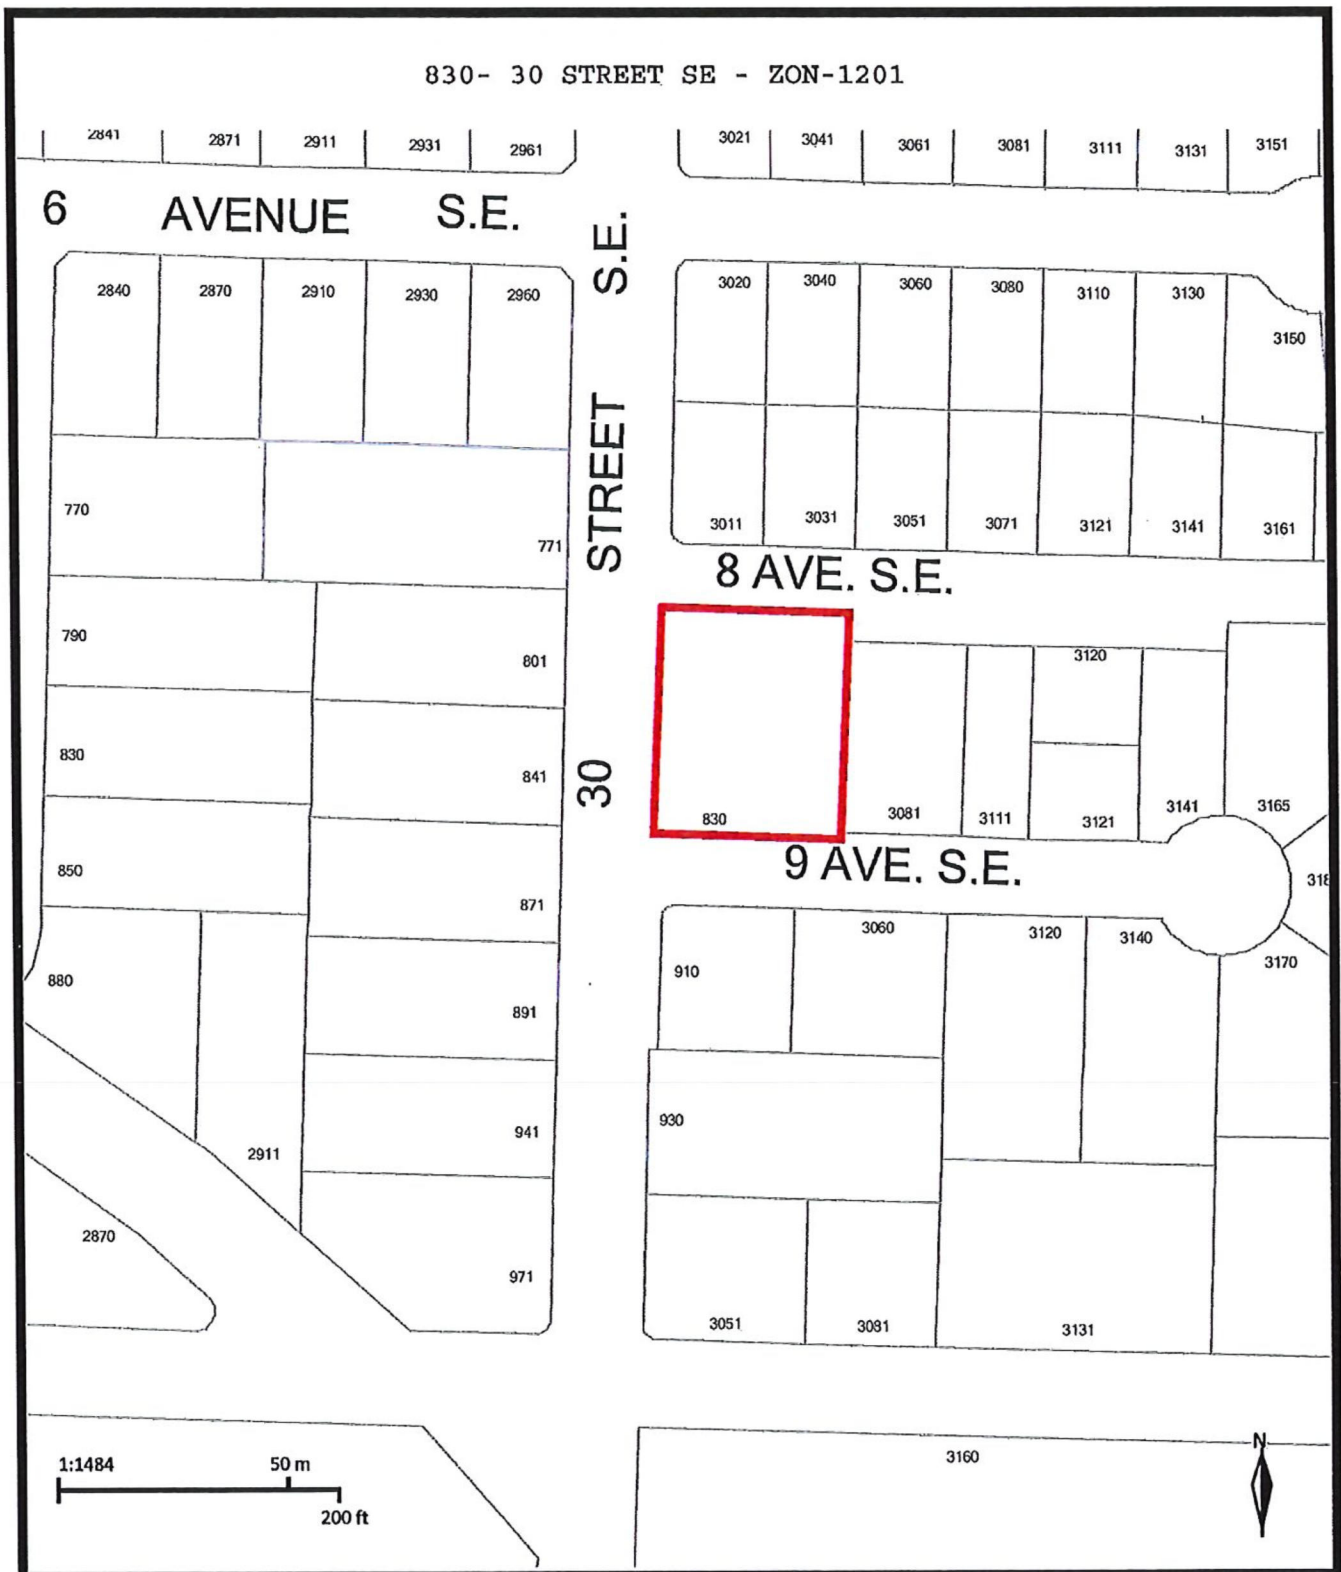 830- 30 STREET SE - ZON-1201
2841 2871 2911 2931 2961 3021 3041 3061 3081 3111 3131 3151
6 AVENUE S.E.
30 STREET S.E.
2840 2870 2910 2930 2960 3020 3040 3060 3080 3110 3130
3150
770
771
3011 3031 3051 3071 3121 3141 3161
8 AVE. S.E.
790
801
3120
830
841
830 3081 3111 3121 3141 3165
9 AVE. S.E.
850
871
318
910 3060 3120 3140
3170
880
891
930
941
2911
2870
971
3051 3081 3131
3160
N
1:1484 50 m
200 ft